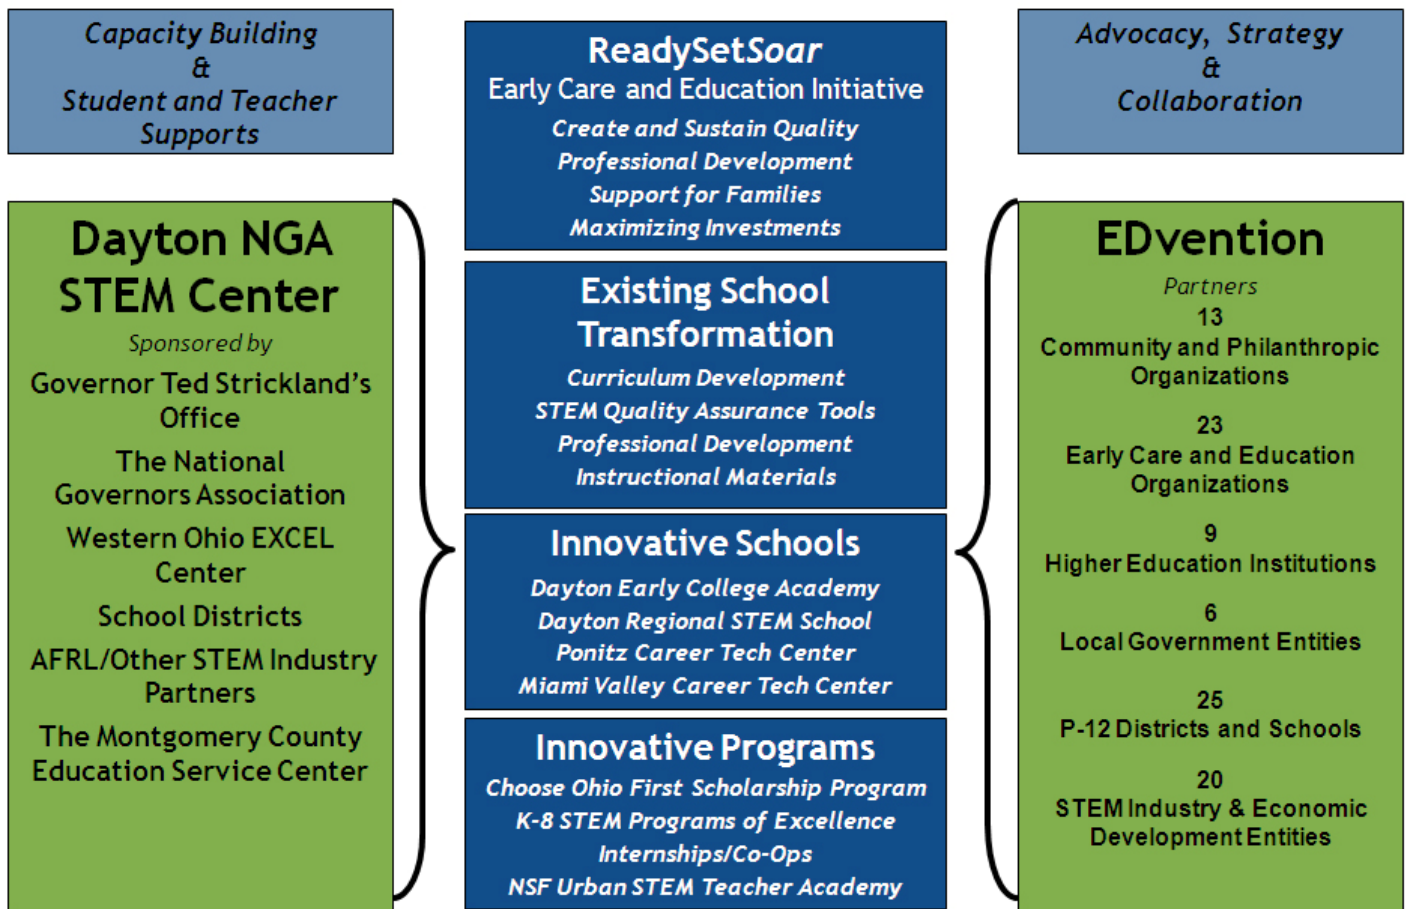 Capacity Building
&
Student and Teacher
Supports
Dayton NGA
STEM Center
Sponsored by
Governor Ted Strickland's
Office
The National
Governors Association
Western Ohio EXCEL
Center
School Districts
AFRL/Other STEM Industry
Partners
The Montgomery County
Education Service Center
ReadySetSoar
Early Care and Education Initiative
Create and Sustain Quality
Professional Development
Support for Families
Maximizing Investments
Existing School
Transformation
Curriculum Development
STEM Quality Assurance Tools
Professional Development
Instructional Materials
Innovative Schools
Dayton Early College Academy
Dayton Regional STEM School
Ponitz Career Tech Center
Miami Valley Career Tech Center
Innovative Programs
Choose Ohio First Scholarship Program
K-8 STEM Programs of Excellence
Internships/Co-Ops
NSF Urban STEM Teacher Academy
Advocacy, Strategy
&
Collaboration
EDvention
Partners
13
Community and Philanthropic
Organizations
23
Early Care and Education
Organizations
9
Higher Education Institutions
6
Local Government Entities
25
P-12 Districts and Schools
20
STEM Industry & Economic
Development Entities